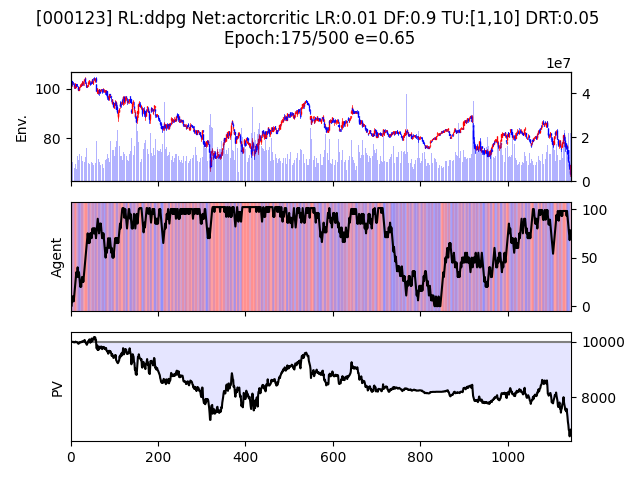 [000123] RL:ddpg Net:actorcritic LR:0.01 DF:0.9 TU:[1,10] DRT:0.05
Epoch:175/500 e=0.65
1e7
Env.
100
80
4
2
0
Agent
100
50
0
PV
10000
8000
0
200
400
600
800
1000